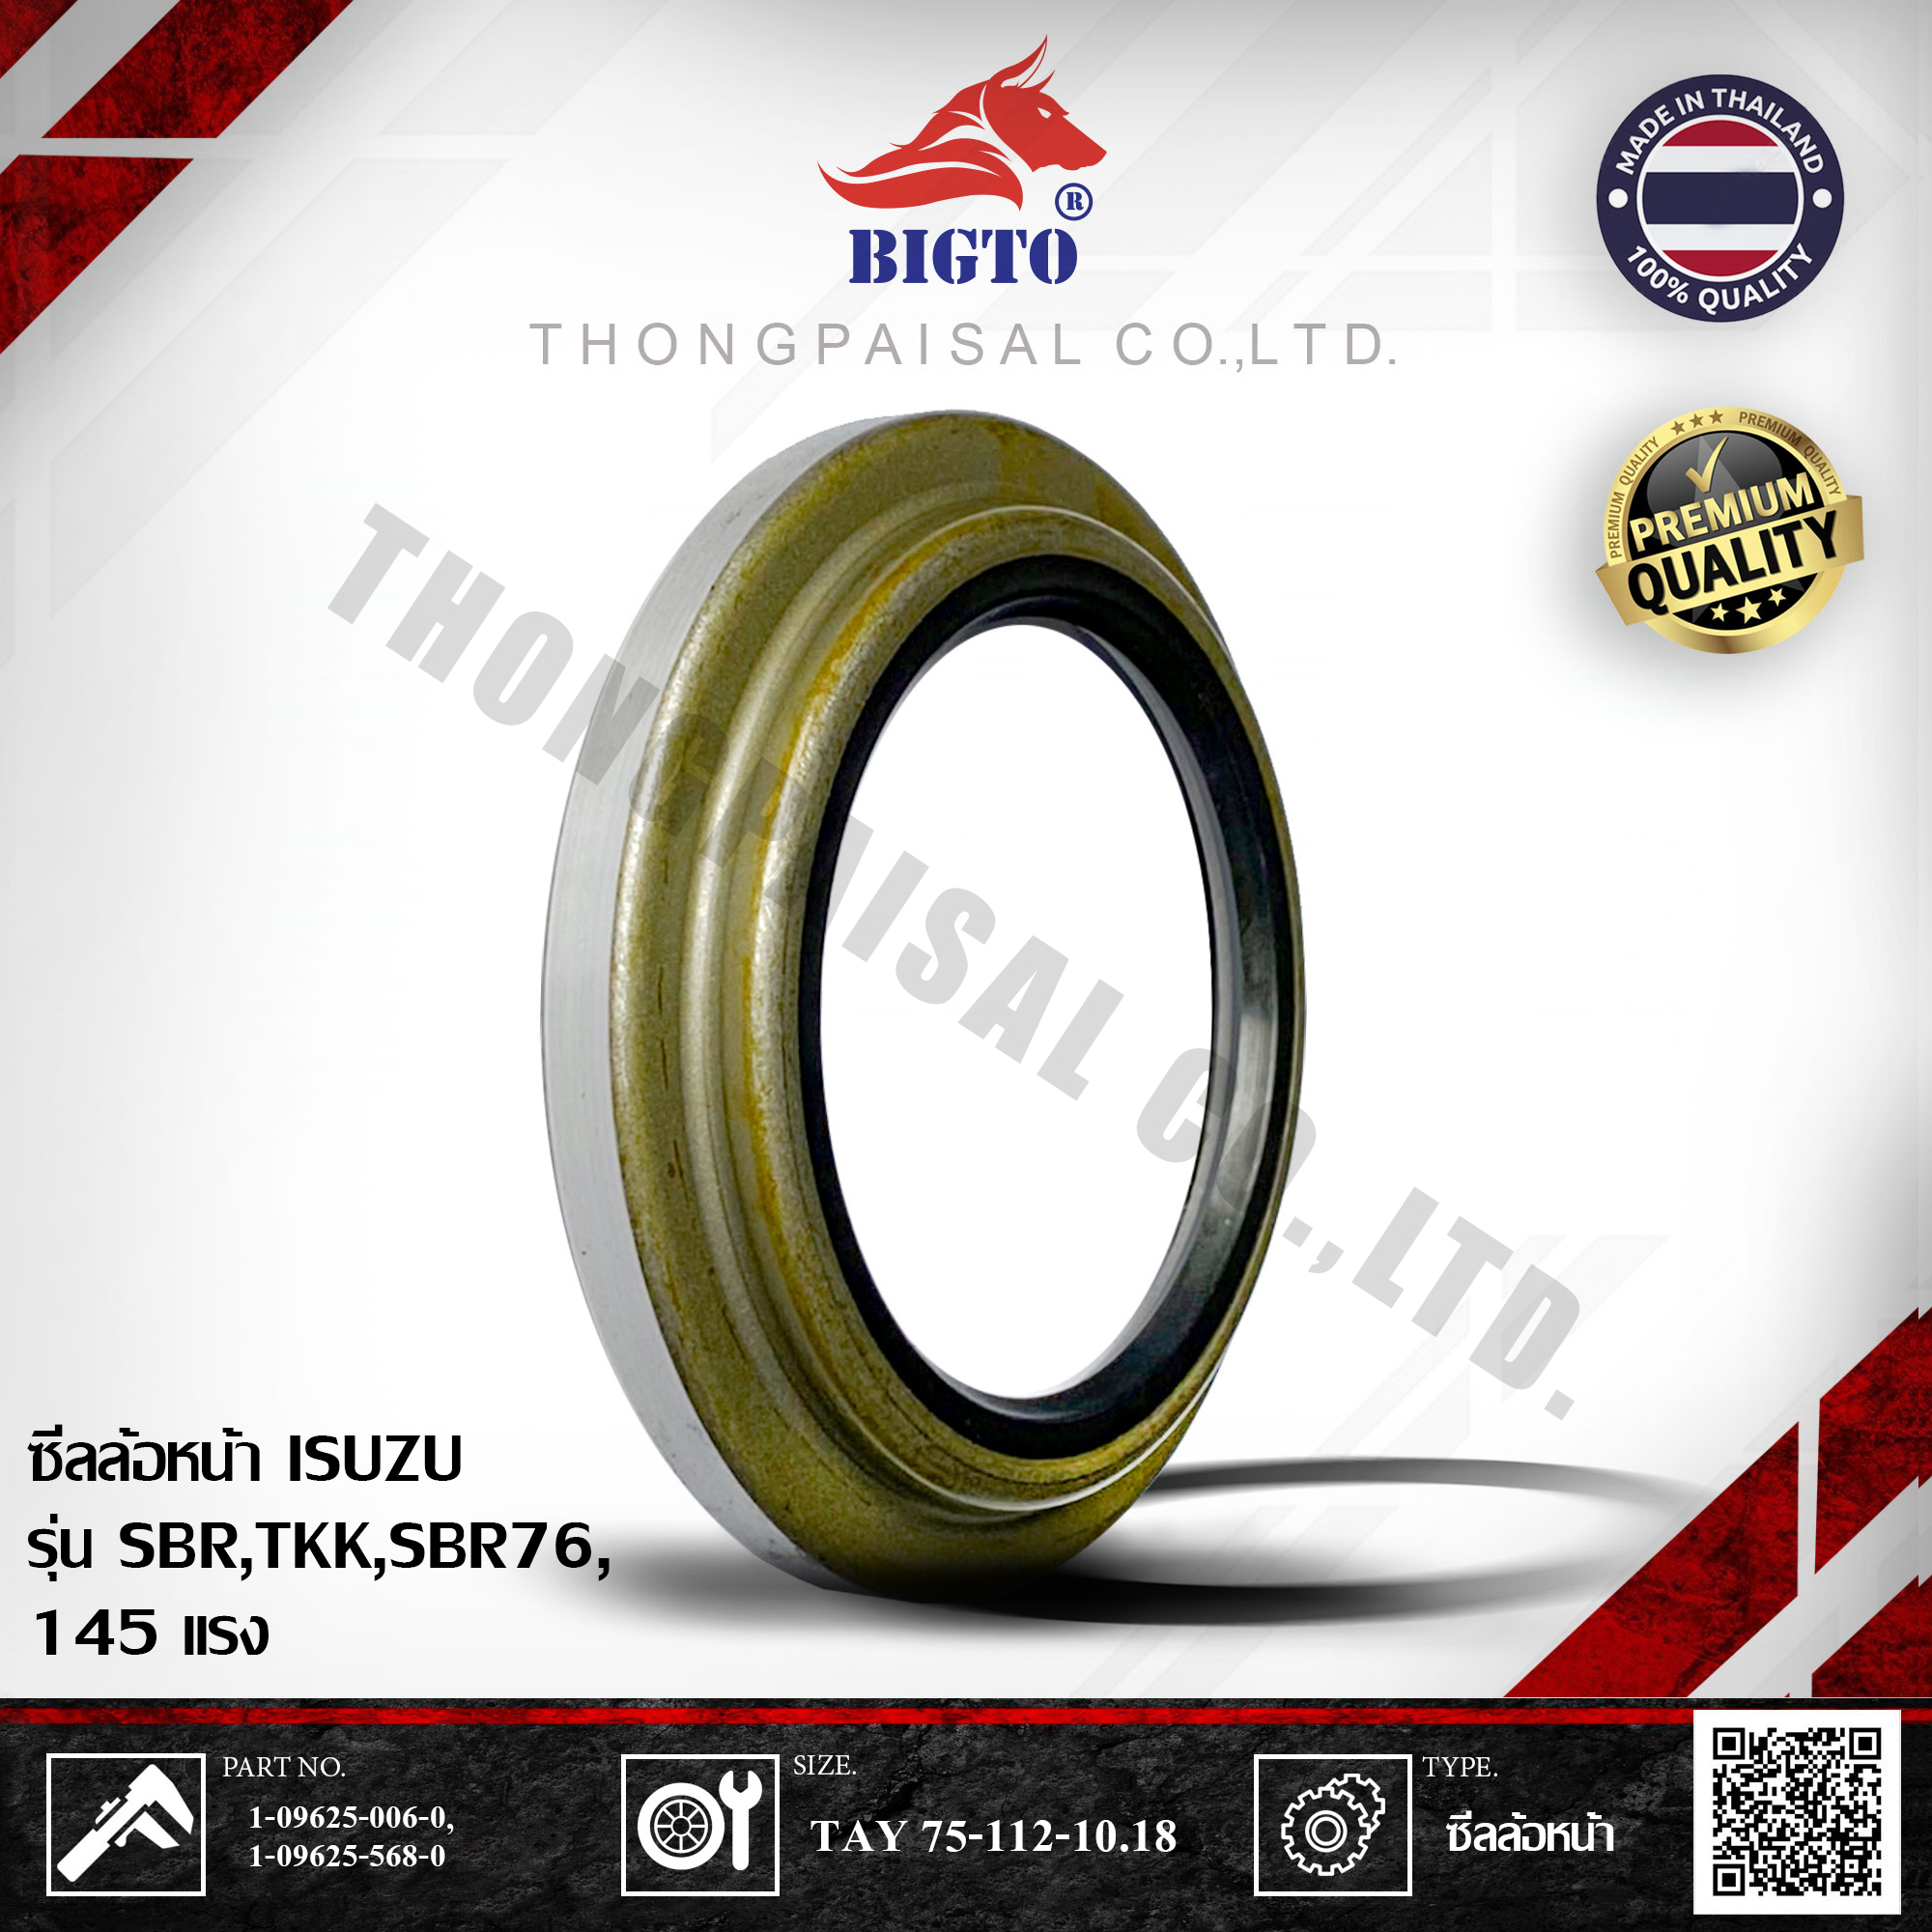 BIGTO
®
THONGPAISAL CO.,LTD.
MADE IN THAILAND
100% QUALITY
PREMIUM QUALITY ★★★ PREMIUM QUALITY
PREMIUM
QUALITY
THONGPAISAL CO.,LTD.
ซีลล้อหน้า ISUZU
รุ่น SBR,TKK,SBR76,
145 แรง
PART NO.
1-09625-006-0,
1-09625-568-0
SIZE.
TAY 75-112-10.18
TYPE.
ซีลล้อหน้า